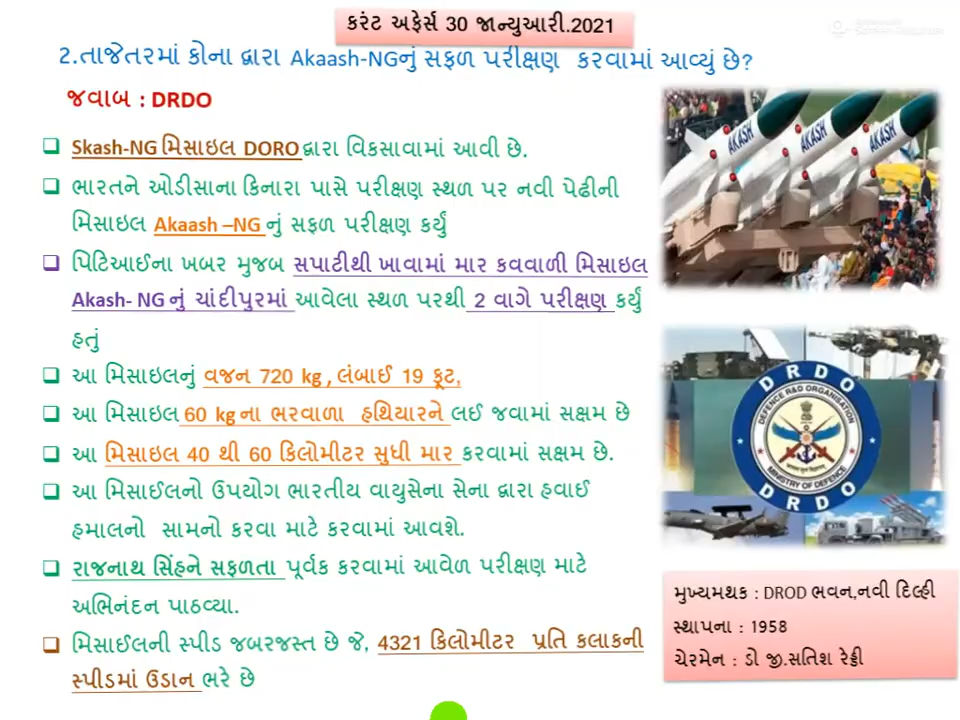 કરંટ અફેર્સ 30 જાન્યુઆરી.2021
2.તાજેતરમાં કોના દ્વારા Akaash-NGનું સફળ પરીક્ષણ કરવામાં આવ્યું છે?
જવાબ : DRDO
Skash-NG મિસાઇલ DORO દ્વારા વિકસાવામાં આવી છે.
ભારતને ઓડીસાના કિનારા પાસે પરીક્ષણ સ્થળ પર નવી પેઢીની
મિસાઇલ Akaash –NG નું સફળ પરીક્ષણ કર્યું
પિટિઆઈના ખબર મુજબ સપાટીથી ખાવામાં માર કવવાળી મિસાઇલ
Akash- NG નું ચાંદીપુરમાં આવેલા સ્થળ પરથી 2 વાગે પરીક્ષણ કર્યું
હતું
આ મિસાઇલનું વજન 720 kg , લંબાઈ 19 ફૂટ,
આ મિસાઇલ 60 kg ના ભરવાળા હથિયારને લઈ જવામાં સક્ષમ છે
આ મિસાઇલ 40 થી 60 કિલોમીટર સુધી માર કરવામાં સક્ષમ છે.
આ મિસાઈલનો ઉપયોગ ભારતીય વાયુસેના સેના દ્વારા હવાઈ
હમાલનો સામનો કરવા માટે કરવામાં આવશે.
રાજનાથ સિંહને સફળતા પૂર્વક કરવામાં આવેળ પરીક્ષણ માટે
અભિનંદન પાઠવ્યા.
મિસાઈલની સ્પીડ જબરજસ્ત છે જે, 4321 કિલોમીટર પ્રતિ કલાકની
સ્પીડમાં ઉડાન ભરે છે
AKASH
AKASH
AKASH
DRDO
DEFENCE R&D ORGANISATION
MINISTRY OF DEFENCE
DRDO
મુખ્યમથક : DROD ભવન,નવી દિલ્હી
સ્થાપના : 1958
ચેરમેન : ડો જી.સતિશ રેડ્ડી